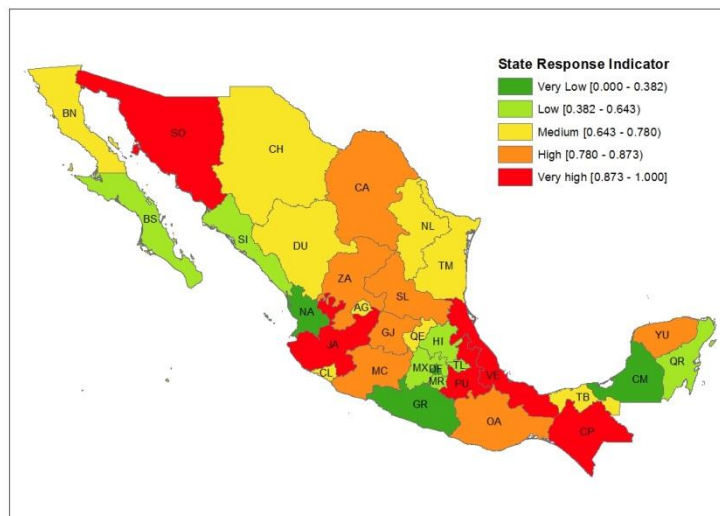 State Response Indicator
Very Low [0.000 - 0.382)
Low [0.382 - 0.643)
Medium [0.643 - 0.780)
High [0.780 - 0.873)
Very high [0.873 - 1.000]
BN
SO
CH
CA
BS
SI
DU
NL
TM
ZA
SL
NA
AG
JA
GJ
QE
HI
CL
MC
MX
DF
TL
MR
PU
VE
GR
OA
YU
QR
CM
TB
CP